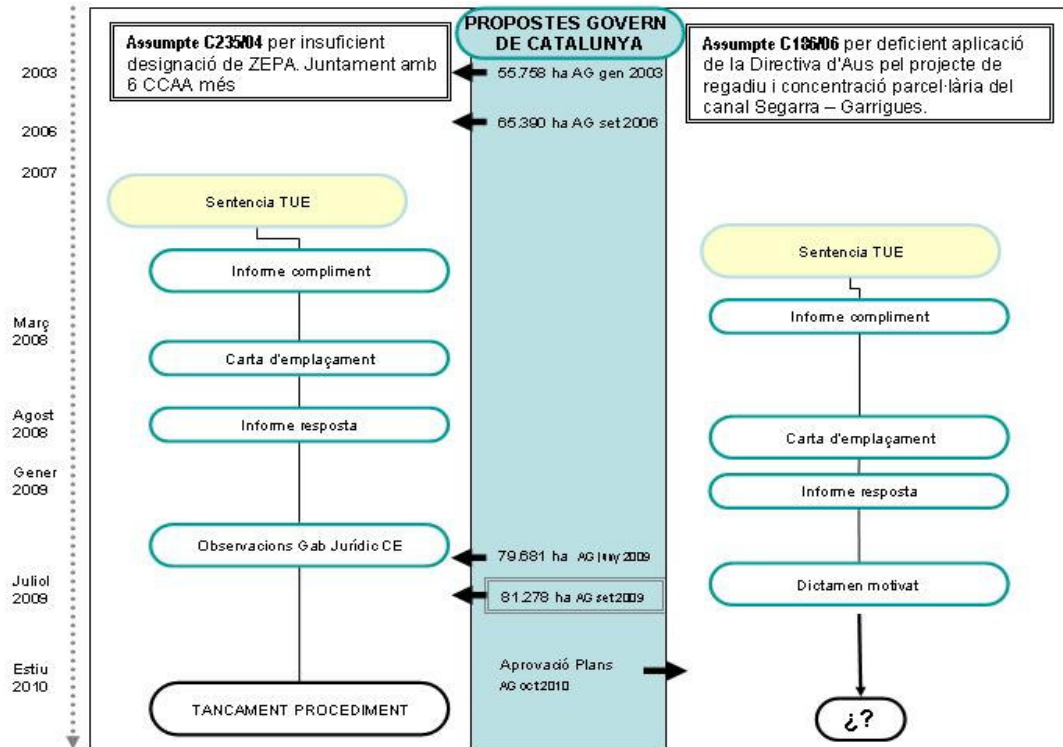 PROPOSTES GOVERN
DE CATALUNYA
Assumpte C235/04 per insuficient
designació de ZEPA. Juntament amb
6 CCAA més
Assumpte C186/06 per deficient aplicació
de la Directiva d'Aus pel projecte de
regadiu i concentració parcel·lària del
canal Segarra – Garrigues.
2003
55.758 ha AG gen 2003
2006
65.390 ha AG set 2006
2007
Sentencia TUE
Sentencia TUE
Informe compliment
Informe compliment
Març
2008
Carta d'emplaçament
Agost
2008
Informe resposta
Carta d'emplaçament
Gener
2009
Informe resposta
Observacions Gab Jurídic CE
79.681 ha AG juny 2009
Juliol
2009
81.278 ha AG set 2009
Dictamen motivat
Estiu
2010
Aprovació Plans
AG oct 2010
TANCAMENT PROCEDIMENT
¿?